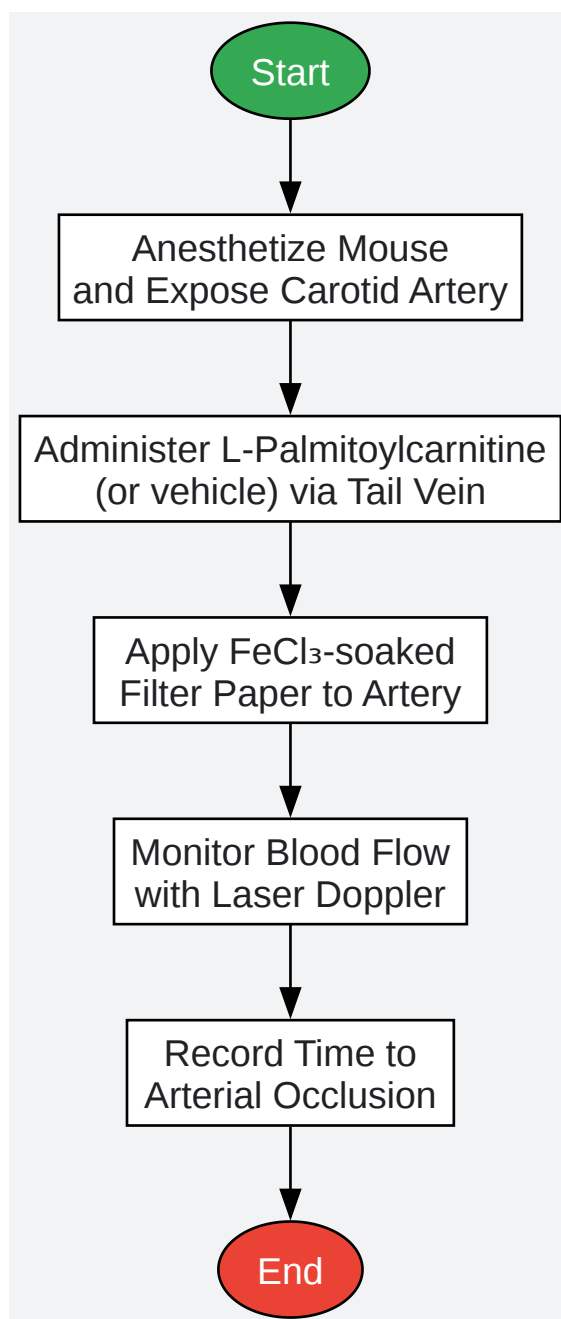 Start
Anesthetize Mouse
and Expose Carotid Artery
Administer L-Palmitoylcarnitine
(or vehicle) via Tail Vein
Apply FeCl₃-soaked
Filter Paper to Artery
Monitor Blood Flow
with Laser Doppler
Record Time to
Arterial Occlusion
End